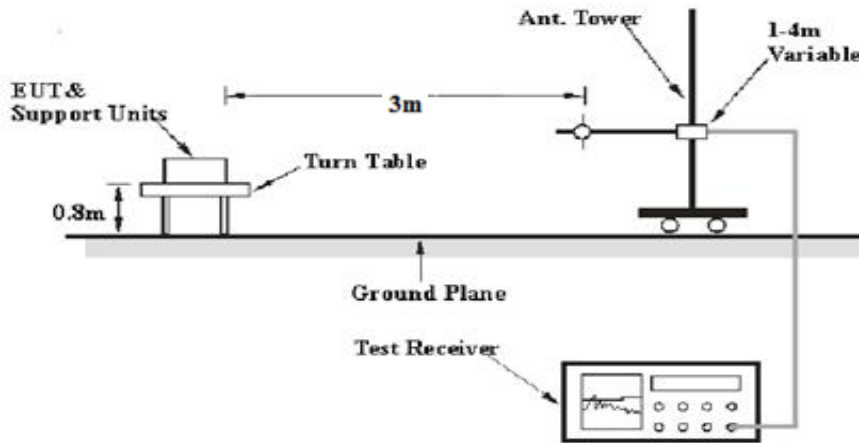 Ant. Tower
1-4m
Variable
EUT&
Support Units
3m
Turn Table
0.8m
Ground Plane
Test Receiver